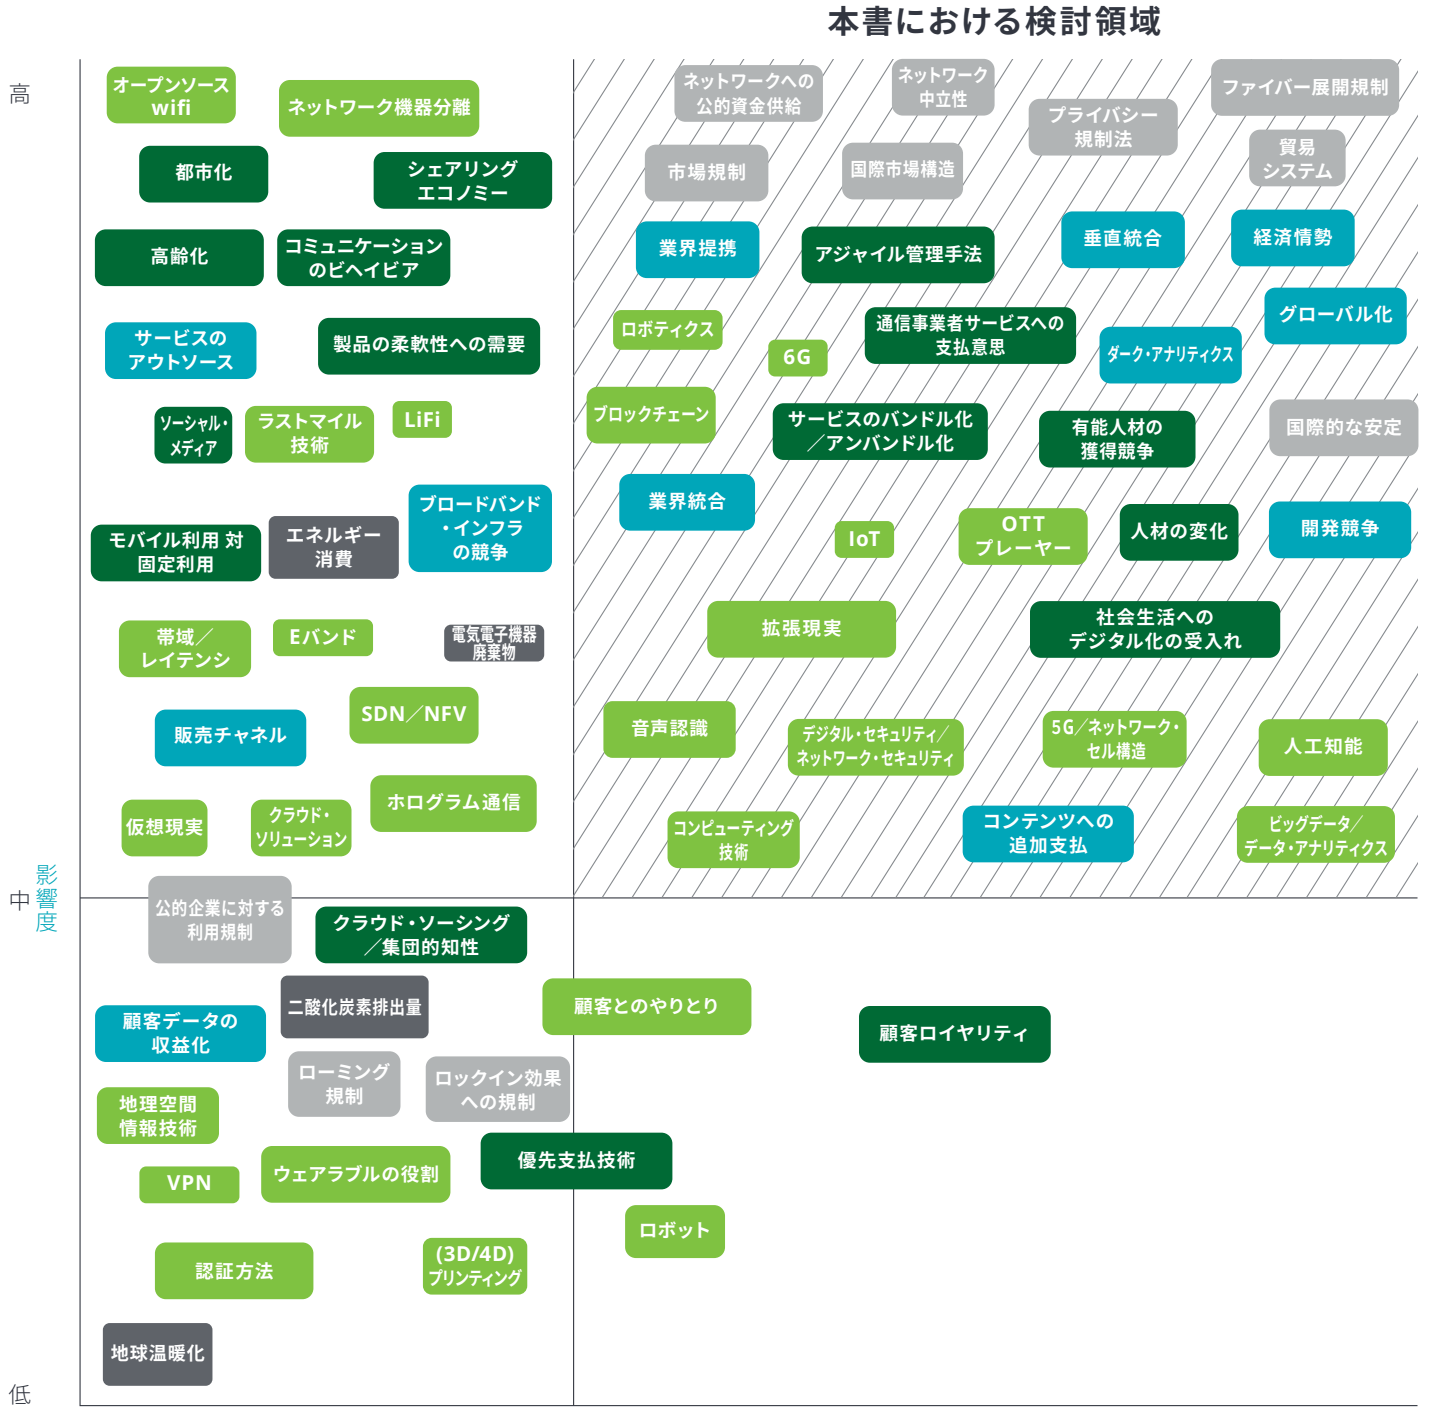 本書における検討領域
高
オープンソース
wifi
ネットワーク機器分離
都市化
シェアリング
エコノミー
高齢化
コミュニケーション
のビヘイビア
サービスの
アウトソース
製品の柔軟性への需要
ソーシャル・
メディア
ラストマイル
技術
LiFi
モバイル利用 対
固定利用
エネルギー
消費
ブロードバンド
・インフラ
の競争
帯域／
レイテンシ
Eバンド
電気電子機器
廃棄物
販売チャネル
SDN／NFV
仮想現実
クラウド・
ソリューション
ホログラム通信
ネットワークへの
公的資金供給
ネットワーク
中立性
プライバシー
規制法
ファイバー展開規制
市場規制
国際市場構造
貿易
システム
業界提携
アジャイル管理手法
垂直統合
経済情勢
ロボティクス
6G
通信事業者サービスへの
支払意思
ダーク・アナリティクス
グローバル化
ブロックチェーン
サービスのバンドル化
／アンバンドル化
有能人材の
獲得競争
国際的な安定
業界統合
IoT
OTT
プレーヤー
人材の変化
開発競争
拡張現実
社会生活への
デジタル化の受入れ
音声認識
デジタル・セキュリティ／
ネットワーク・セキュリティ
5G／ネットワーク・
セル構造
人工知能
コンピューティング
技術
コンテンツへの
追加支払
ビッグデータ／
データ・アナリティクス
中
影響度
公的企業に対する
利用規制
クラウド・ソーシング
／集団的知性
顧客データの
収益化
二酸化炭素排出量
顧客とのやりとり
顧客ロイヤリティ
ローミング
規制
ロックイン効果
への規制
地理空間
情報技術
VPN
ウェアラブルの役割
優先支払技術
ロボット
認証方法
(3D/4D)
プリンティング
地球温暖化
低